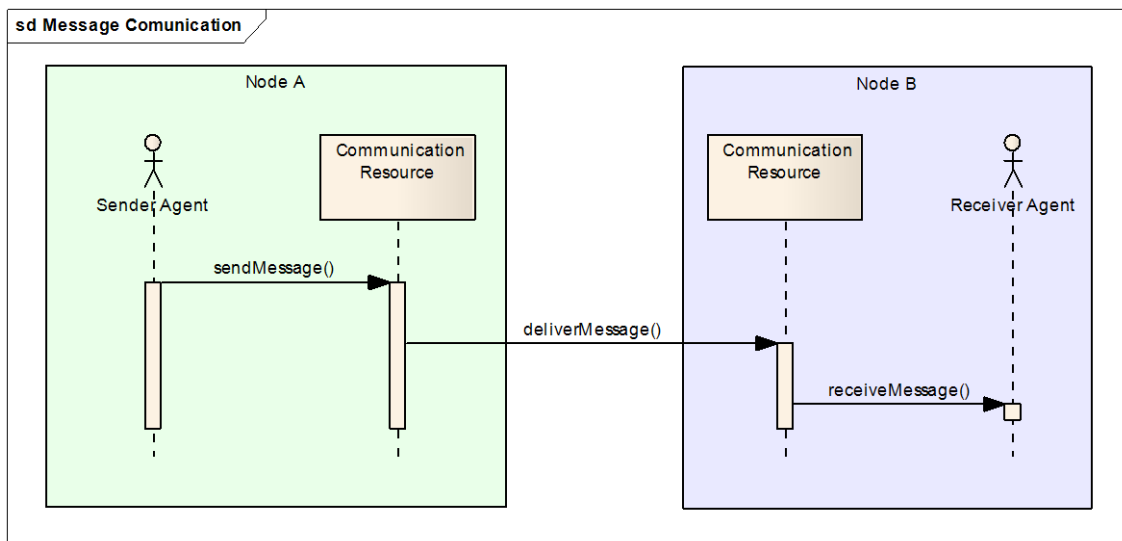 sd Message Comunication
Node A
Node B
Communication
Resource
Communication
Resource
Sender Agent
Receiver Agent
sendMessage()
deliverMessage()
receiveMessage()